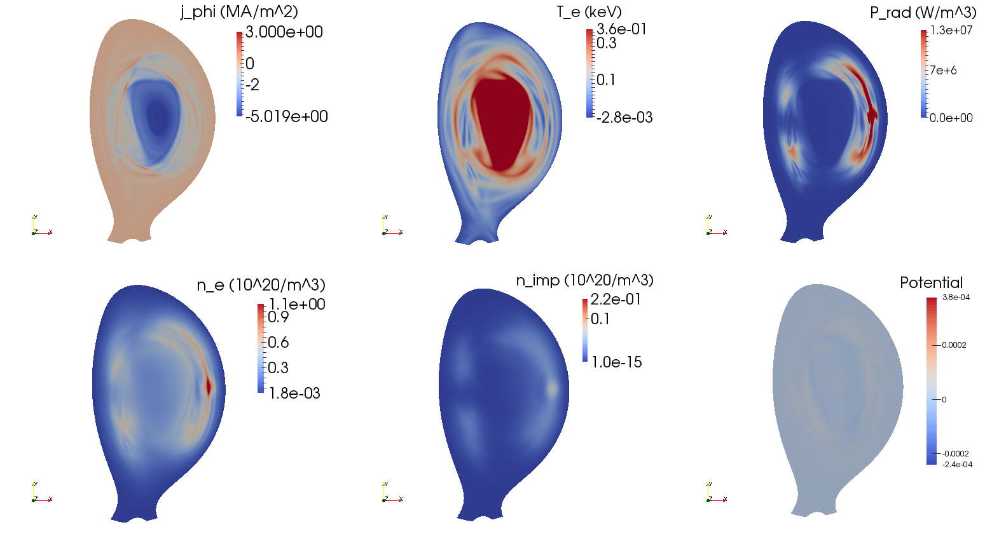 j_phi (MA/m^2)
3.000e+00
0
-2
-5.019e+00
Y
Z
X
T_e (keV)
3.6e-01
0.3
0.1
-2.8e-03
Y
Z
X
P_rad (W/m^3)
1.3e+07
7e+6
0.0e+00
Y
Z
X
n_e (10^20/m^3)
1.1e+00
0.9
0.6
0.3
1.8e-03
Y
Z
X
n_imp (10^20/m^3)
2.2e-01
0.1
1.0e-15
Y
Z
X
Potential
3.8e-04
0.0002
0
-0.0002
-2.4e-04
Y
Z
X